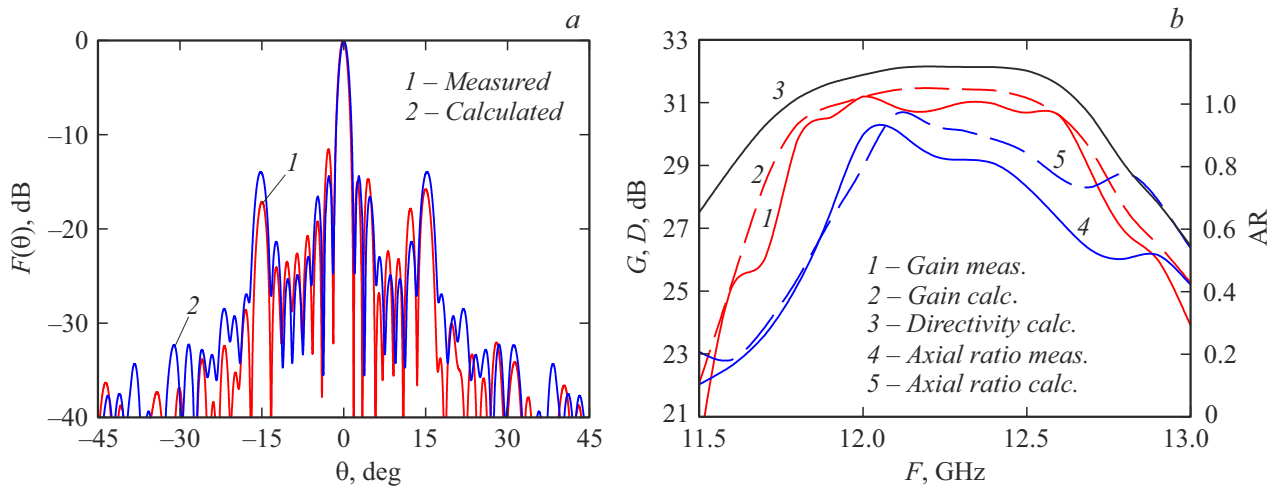 a
0
–10
–20
–30
–40
F(θ), dB
1 – Measured
2 – Calculated
1
2
–45
–30
–15
0
15
30
45
θ, deg
b
33
31
29
27
25
23
21
G, D, dB
1.0
0.8
0.6
0.4
0.2
0
AR
3
2
1
5
4
1 – Gain meas.
2 – Gain calc.
3 – Directivity calc.
4 – Axial ratio meas.
5 – Axial ratio calc.
11.5
12.0
12.5
13.0
F, GHz